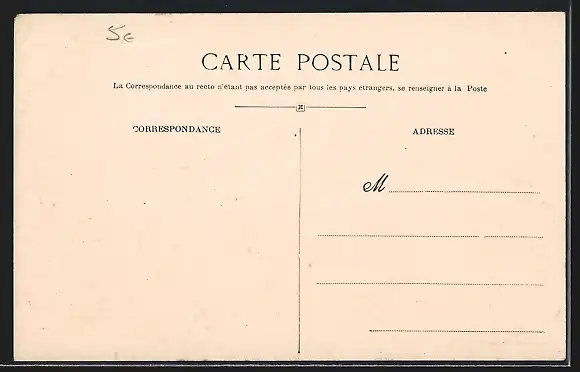 5€
CARTE POSTALE
La Correspondance au recto n'étant pas acceptée par tous les pays etrangers, se renseigner à la Poste
CORRESPONDANCE
ADRESSE
M